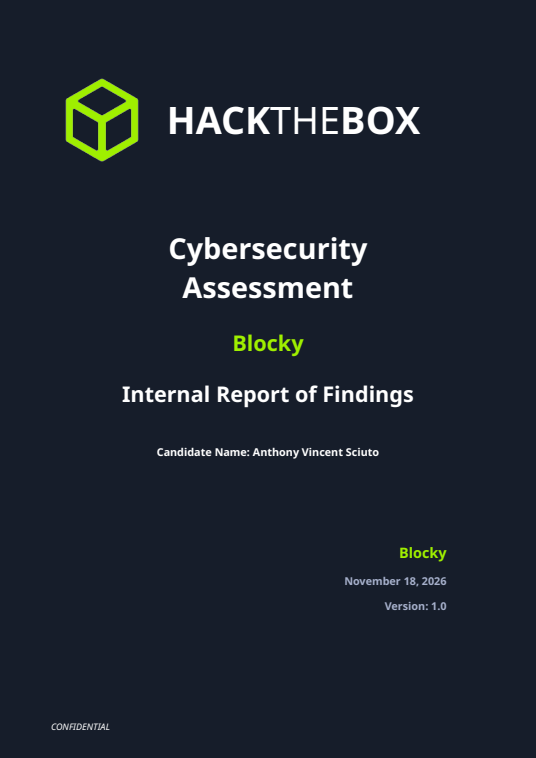 HACKTHEBOX
Cybersecurity
Assessment
Blocky
Internal Report of Findings
Candidate Name: Anthony Vincent Sciuto
Blocky
November 18, 2026
Version: 1.0
CONFIDENTIAL